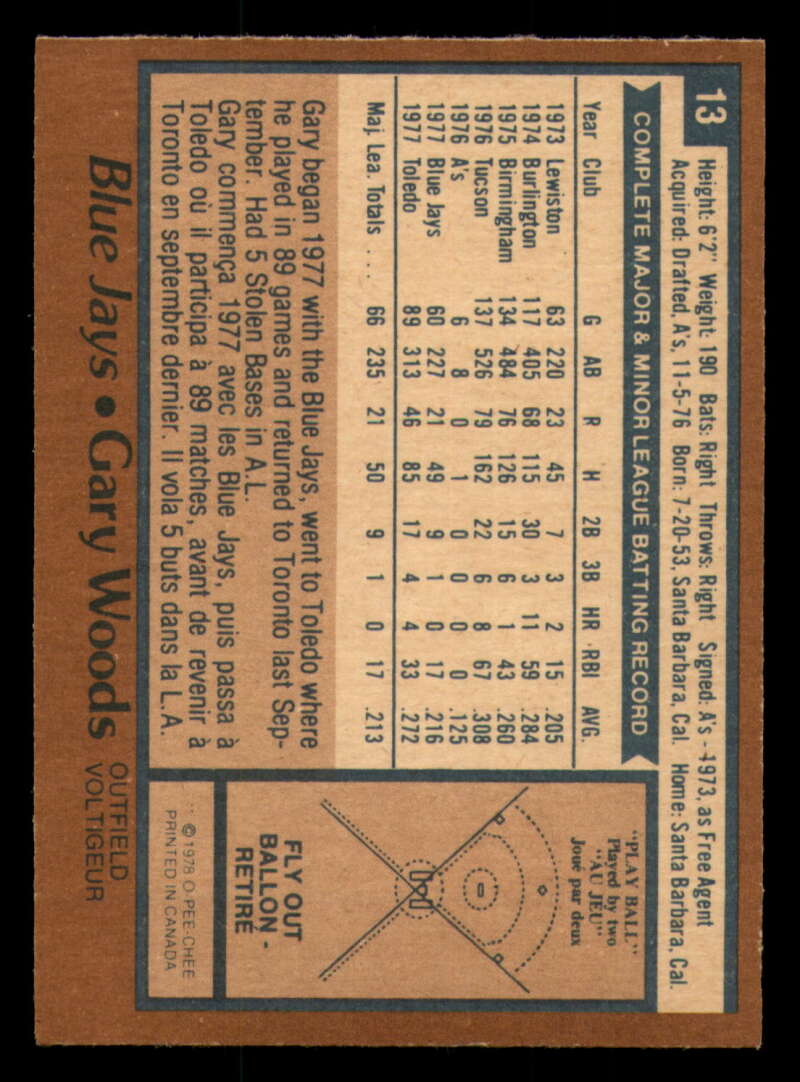 13
Height: 6'2" Weight: 190 Bats: Right Throws: Right Signed: A's - 1973, as Free Agent
Acquired: Drafted, A's, 11-5-76 Born: 7-20-53, Santa Barbara, Cal. Home: Santa Barbara, Cal.
COMPLETE MAJOR & MINOR LEAGUE BATTING RECORD
Year Club G AB R H 2B 3B HR RBI AVG.
1973 Lewiston 63 220 23 45 7 3 2 15 .205
1974 Burlington 117 405 68 115 30 3 11 59 .284
1975 Birmingham 134 484 76 126 15 6 1 43 .260
1976 Tucson 137 526 79 162 22 6 8 67 .308
1976 A's 6 8 0 1 0 0 0 0 .125
1977 Blue Jays 60 227 21 49 9 1 0 17 .216
1977 Toledo 89 313 46 85 17 4 4 33 .272
Maj. Lea. Totals .... 66 235 21 50 9 1 0 17 .213
Gary began 1977 with the Blue Jays, went to Toledo where
he played in 89 games and returned to Toronto last Sep-
tember. Had 5 Stolen Bases in A.L.
Gary commença 1977 avec les Blue Jays, puis passa à
Toledo où il participa à 89 matches, avant de revenir à
Toronto en septembre dernier. Il vola 5 buts dans la L.A.
"PLAY BALL"
Played by two
"AU JEU"
Joué par deux
FLY OUT
BALLON -
RETIRÉ
** © 1978 O-PEE-CHEE
PRINTED IN CANADA
Blue Jays • Gary Woods OUTFIELD
VOLTIGEUR